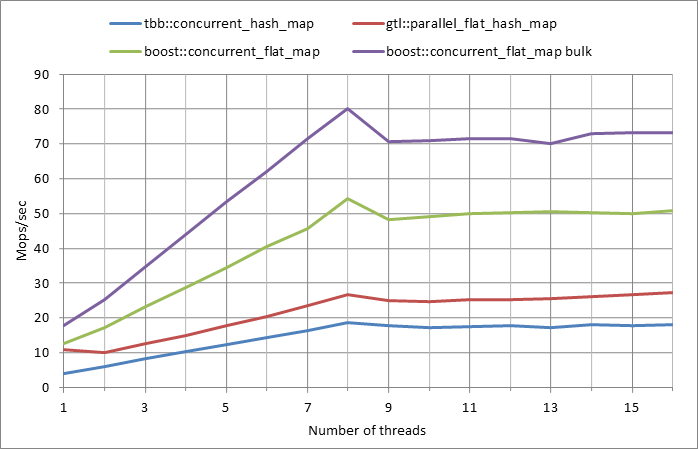 tbb::concurrent_hash_map gtl::parallel_flat_hash_map
boost::concurrent_flat_map boost::concurrent_flat_map bulk
90
80
70
60
50
40
30
20
10
0
Mops/sec
1 3 5 7 9 11 13 15
Number of threads